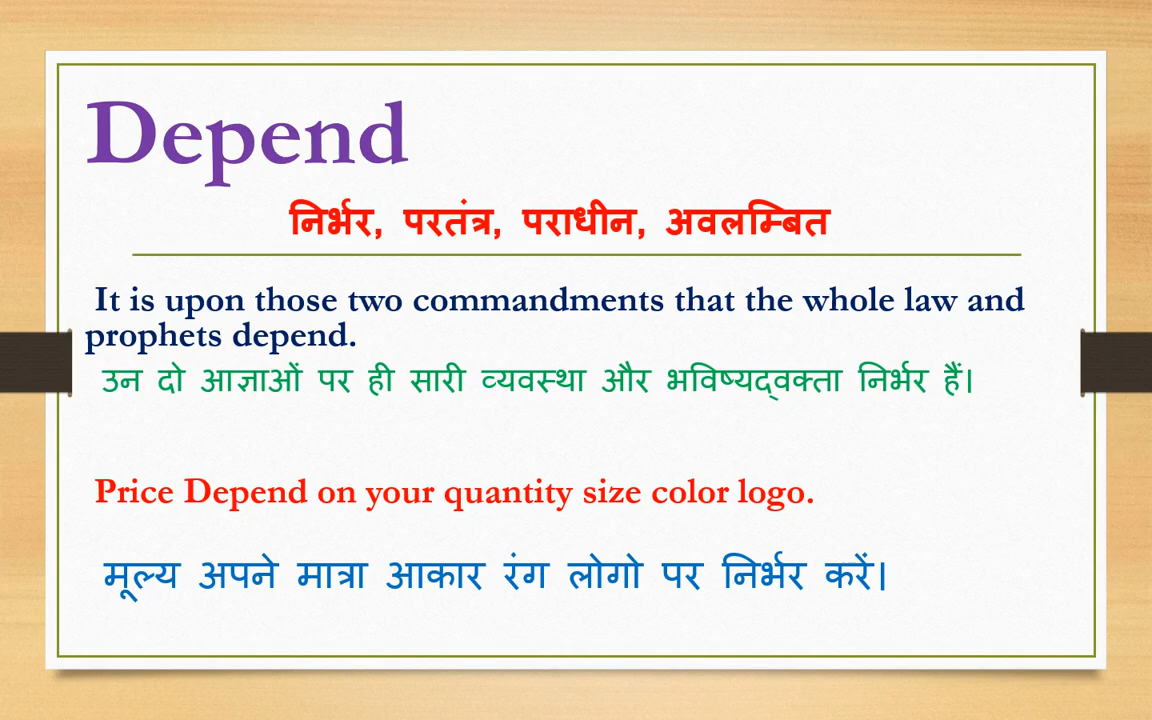 Depend
निर्भर, परतंत्र, पराधीन, अवलम्बित
It is upon those two commandments that the whole law and
prophets depend.
उन दो आज्ञाओं पर ही सारी व्यवस्था और भविष्यद्वक्ता निर्भर हैं।
Price Depend on your quantity size color logo.
मूल्य अपने मात्रा आकार रंग लोगो पर निर्भर करें।